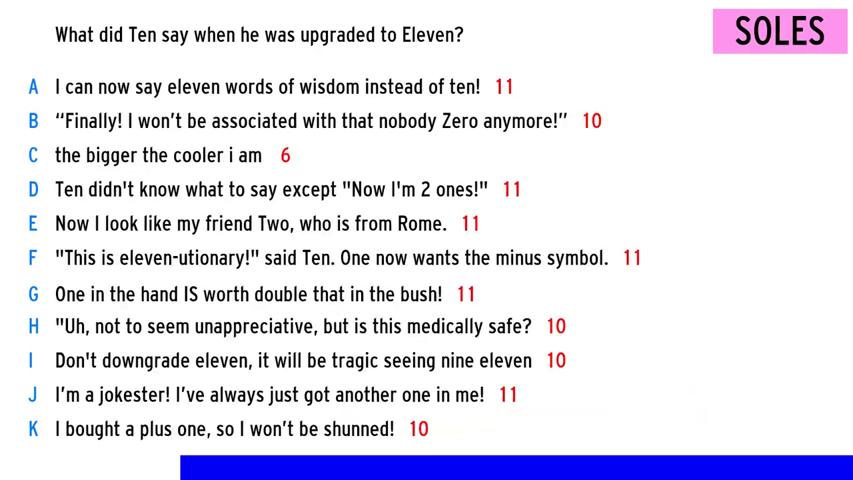 What did Ten say when he was upgraded to Eleven?
SOLES
A I can now say eleven words of wisdom instead of ten! 11
B “Finally! I won’t be associated with that nobody Zero anymore!” 10
C the bigger the cooler i am 6
D Ten didn't know what to say except "Now I'm 2 ones!" 11
E Now I look like my friend Two, who is from Rome. 11
F "This is eleven-utionary!" said Ten. One now wants the minus symbol. 11
G One in the hand IS worth double that in the bush! 11
H "Uh, not to seem unappreciative, but is this medically safe? 10
I Don't downgrade eleven, it will be tragic seeing nine eleven 10
J I’m a jokester! I’ve always just got another one in me! 11
K I bought a plus one, so I won’t be shunned! 10